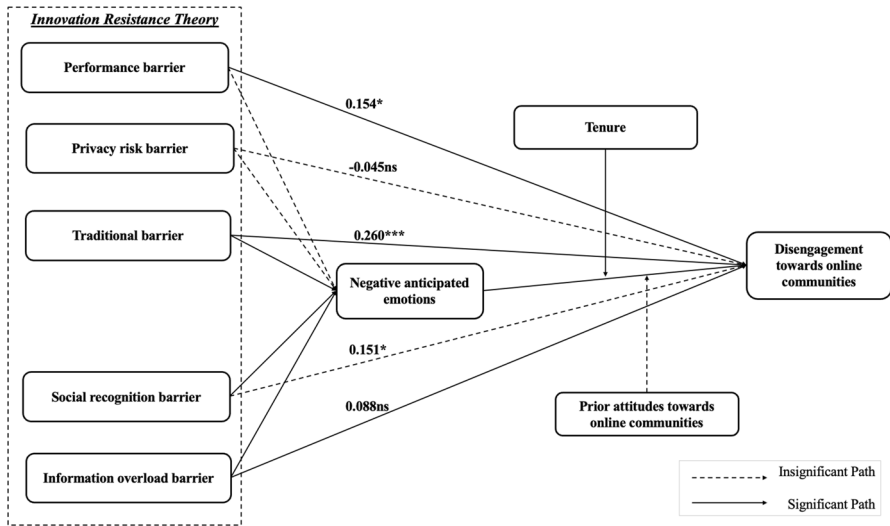 Innovation Resistance Theory
Performance barrier
0.154*
Tenure
Privacy risk barrier
-0.045ns
Traditional barrier
0.260***
Disengagement
towards online
communities
Negative anticipated
emotions
0.151*
Social recognition barrier
0.088ns
Prior attitudes towards
online communities
Information overload barrier
Insignificant Path
Significant Path